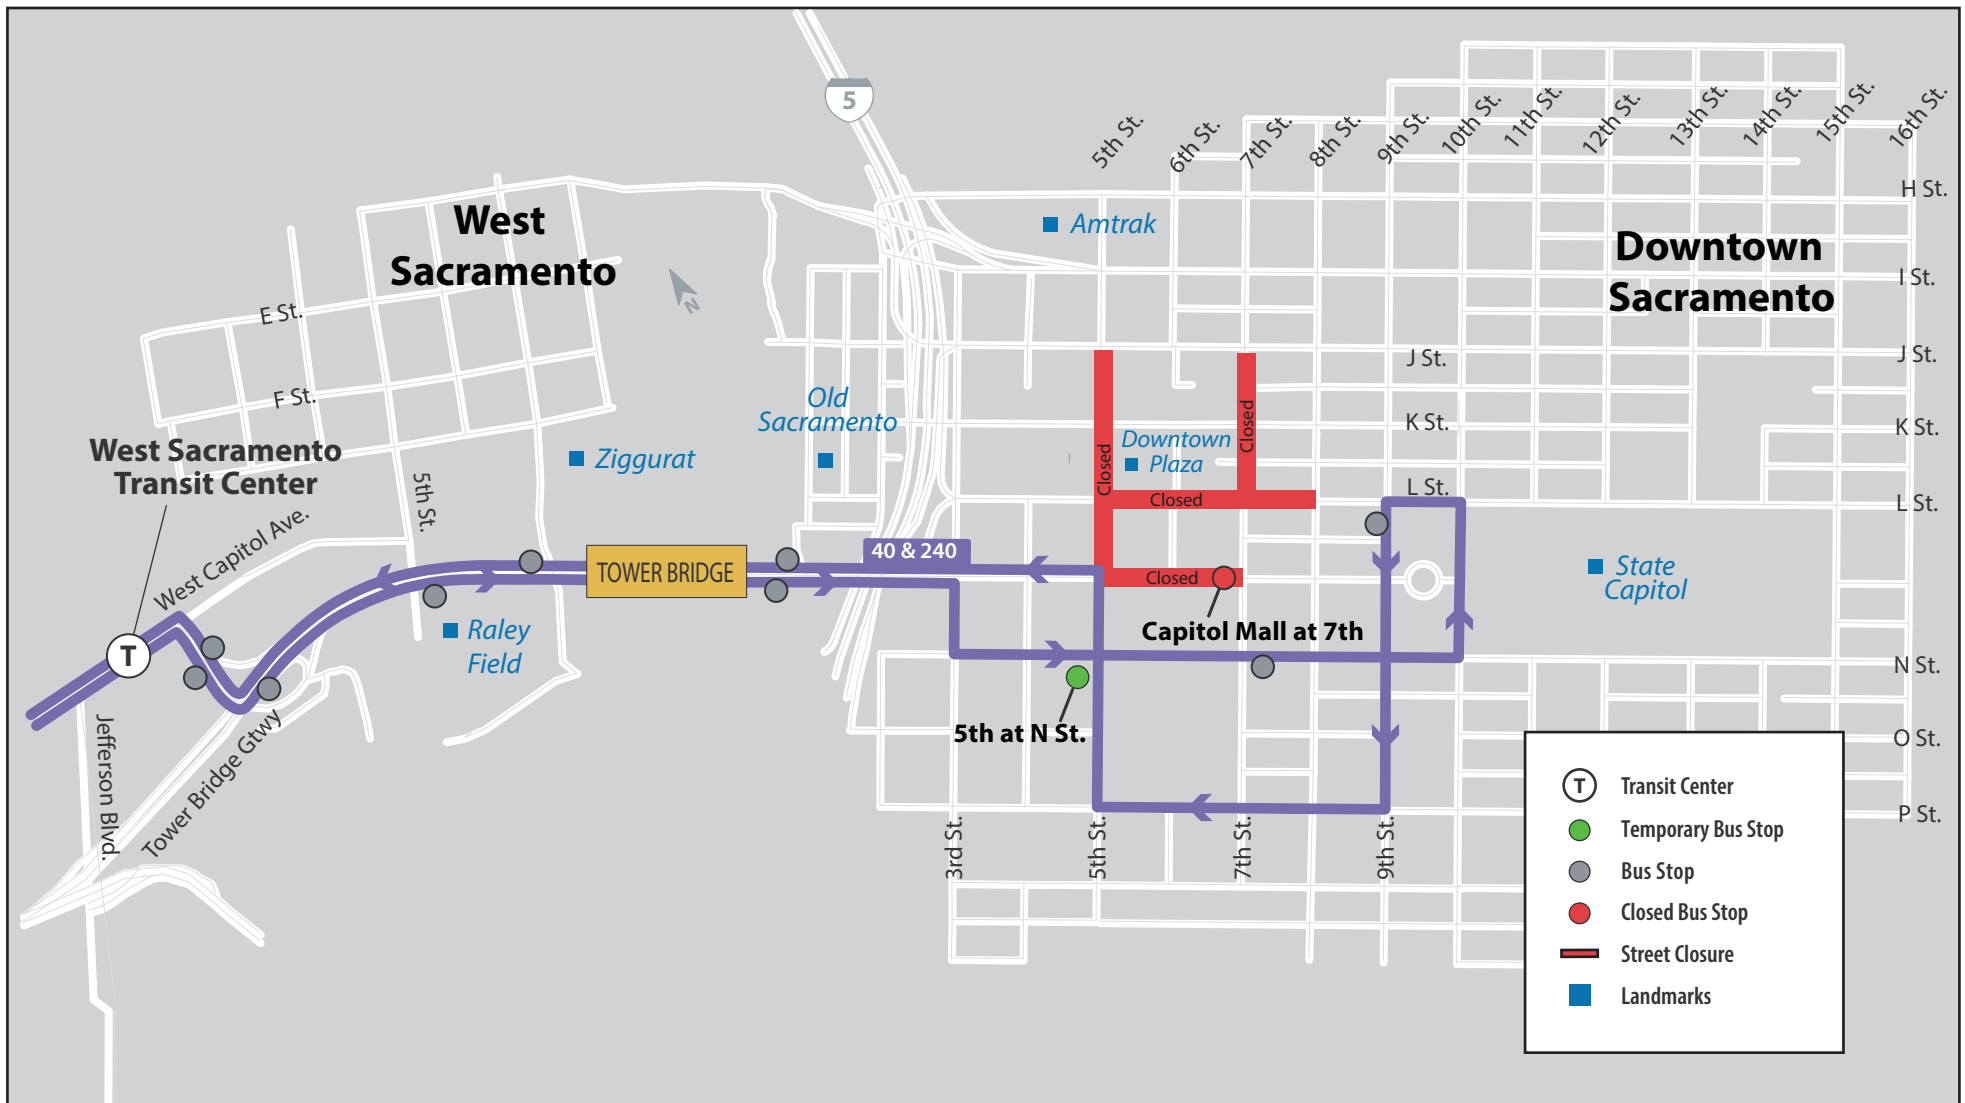 5
5th St.
6th St.
7th St.
8th St.
9th St.
10th St.
11th St.
12th St.
13th St.
14th St.
15th St.
16th St.
H St.
I St.
J St.
K St.
L St.
N St.
O St.
P St.
West
Sacramento
N
Amtrak
Downtown
Sacramento
E St.
F St.
J St.
K St.
L St.
Old
Sacramento
Ziggurat
Downtown
Plaza
Closed
Closed
Closed
Closed
West Sacramento
Transit Center
5th St.
West Capitol Ave.
40 & 240
TOWER BRIDGE
State
Capitol
Capitol Mall at 7th
T
Raley
Field
5th at N St.
Jefferson Blvd.
Tower Bridge Gtwy
3rd St.
5th St.
7th St.
9th St.
T
Transit Center
Temporary Bus Stop
Bus Stop
Closed Bus Stop
Street Closure
Landmarks